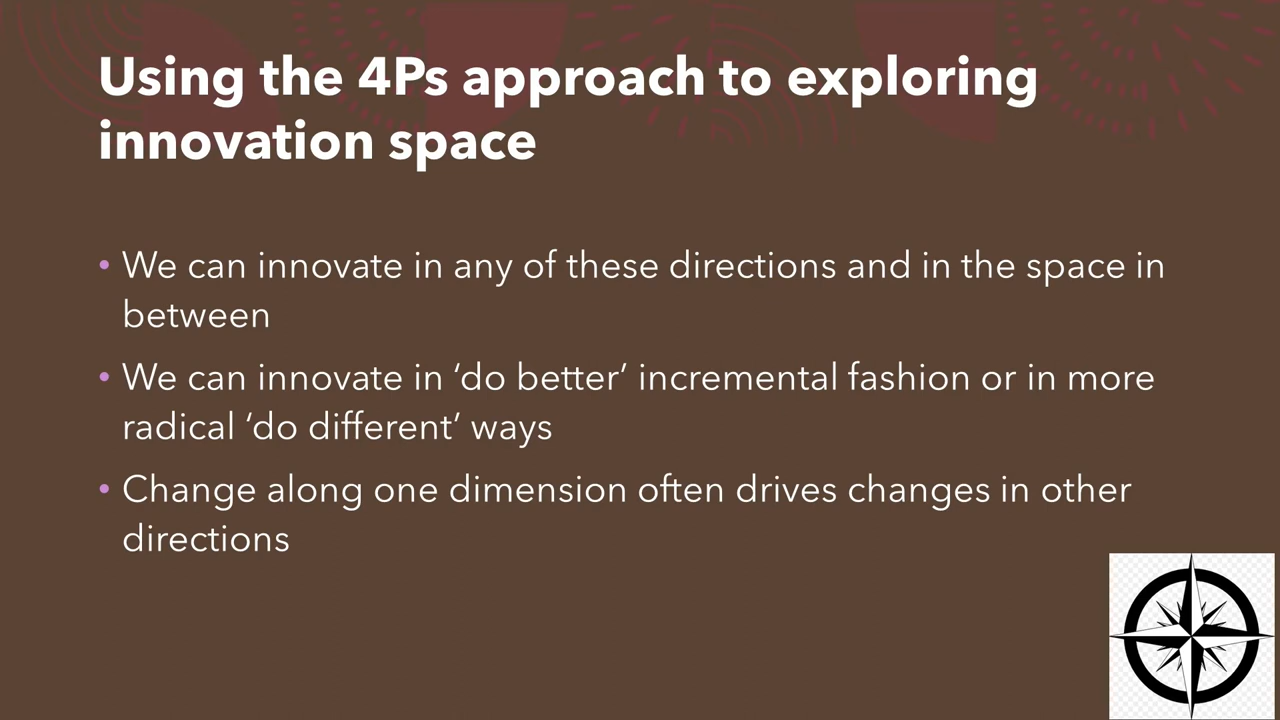 Using the 4Ps approach to exploring
innovation space
• We can innovate in any of these directions and in the space in
between
• We can innovate in ‘do better’ incremental fashion or in more
radical ‘do different’ ways
• Change along one dimension often drives changes in other
directions